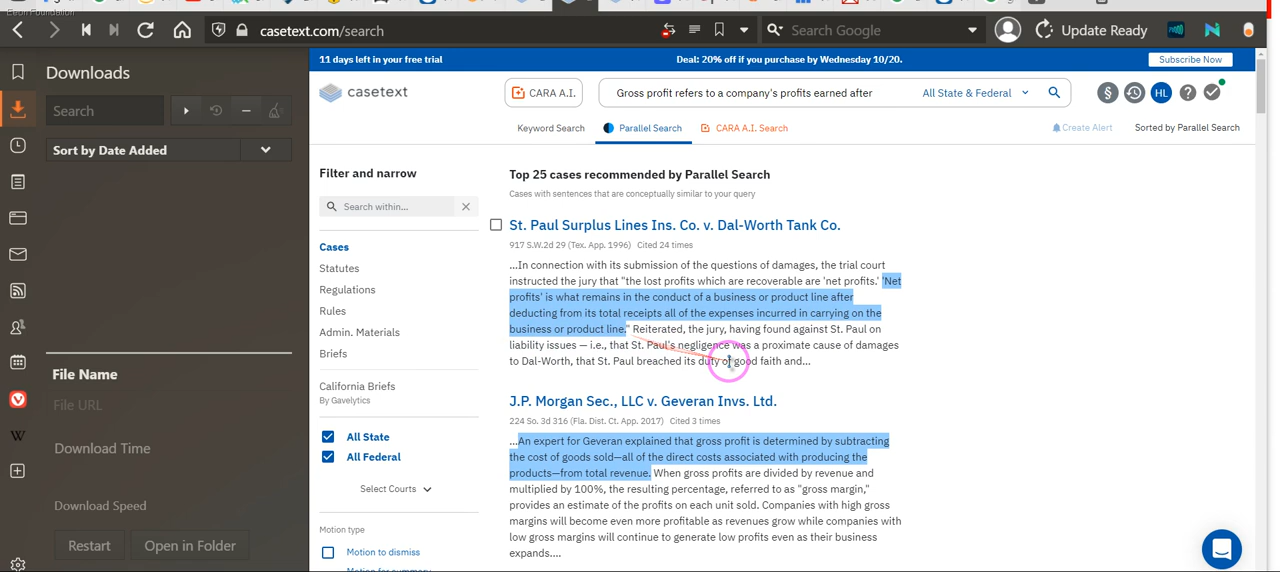 Eeon Foundation
casetext.com/search
Search Google
Update Ready
Downloads
Search
Sort by Date Added
File Name
File URL
Download Time
Download Speed
Restart
Open in Folder
11 days left in your free trial
Deal: 20% off if you purchase by Wednesday 10/20.
Subscribe Now
casetext
CARA A.I.
Gross profit refers to a company's profits earned after
All State & Federal
§
HL
?
Keyword Search
Parallel Search
CARA A.I. Search
Create Alert
Sorted by Parallel Search
Filter and narrow
Search within...
Cases
Statutes
Regulations
Rules
Admin. Materials
Briefs
California Briefs
By Gavelytics
All State
All Federal
Select Courts
Motion type
Motion to dismiss
Motion for summary
Top 25 cases recommended by Parallel Search
Cases with sentences that are conceptually similar to your query
St. Paul Surplus Lines Ins. Co. v. Dal-Worth Tank Co.
917 S.W.2d 29 (Tex. App. 1996) Cited 24 times
...In connection with its submission of the questions of damages, the trial court
instructed the jury that "the lost profits which are recoverable are 'net profits.' 'Net
profits' is what remains in the conduct of a business or product line after
deducting from its total receipts all of the expenses incurred in carrying on the
business or product line." Reiterated, the jury, having found against St. Paul on
liability issues — i.e., that St. Paul's negligence was a proximate cause of damages
to Dal-Worth, that St. Paul breached its duty of good faith and...
J.P. Morgan Sec., LLC v. Geveran Invs. Ltd.
224 So. 3d 316 (Fla. Dist. Ct. App. 2017) Cited 3 times
...An expert for Geveran explained that gross profit is determined by subtracting
the cost of goods sold—all of the direct costs associated with producing the
products—from total revenue. When gross profits are divided by revenue and
multiplied by 100%, the resulting percentage, referred to as "gross margin,"
provides an estimate of the profits on each unit sold. Companies with high gross
margins will become even more profitable as revenues grow while companies with
low gross margins will continue to generate low profits even as their business
expands....